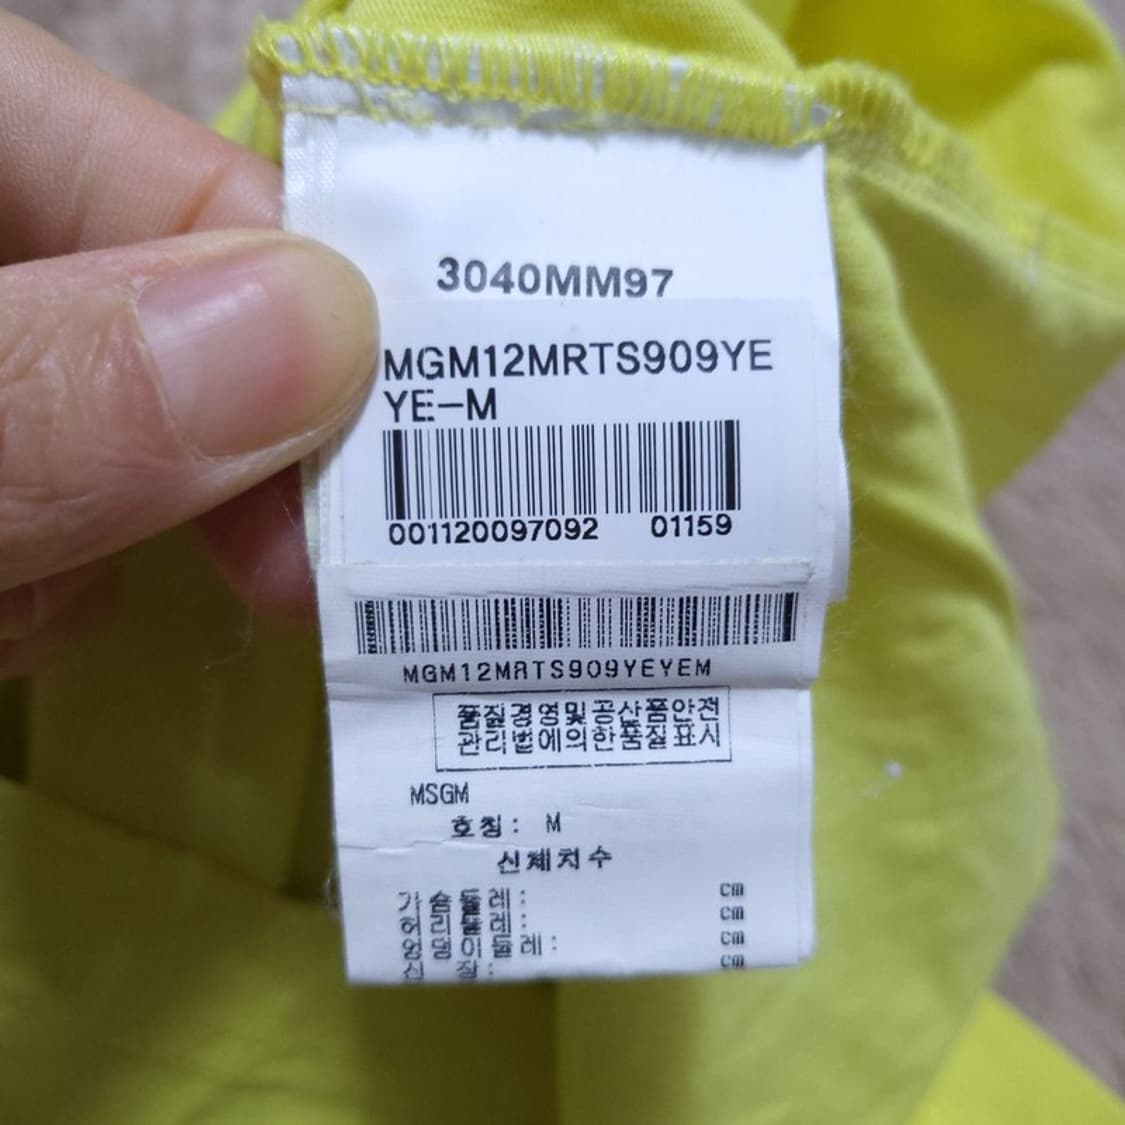 3040MM97
MGM12MRTS909YE
YE-M
001120097092 01159
MGM12MRTS909YEYEM
품질경영및공산품안전
관리법에의한품질표시
MSGM
호칭: M
신체치수
가슴둘레: cm
허리둘레: cm
엉덩이둘레: cm
신장: cm